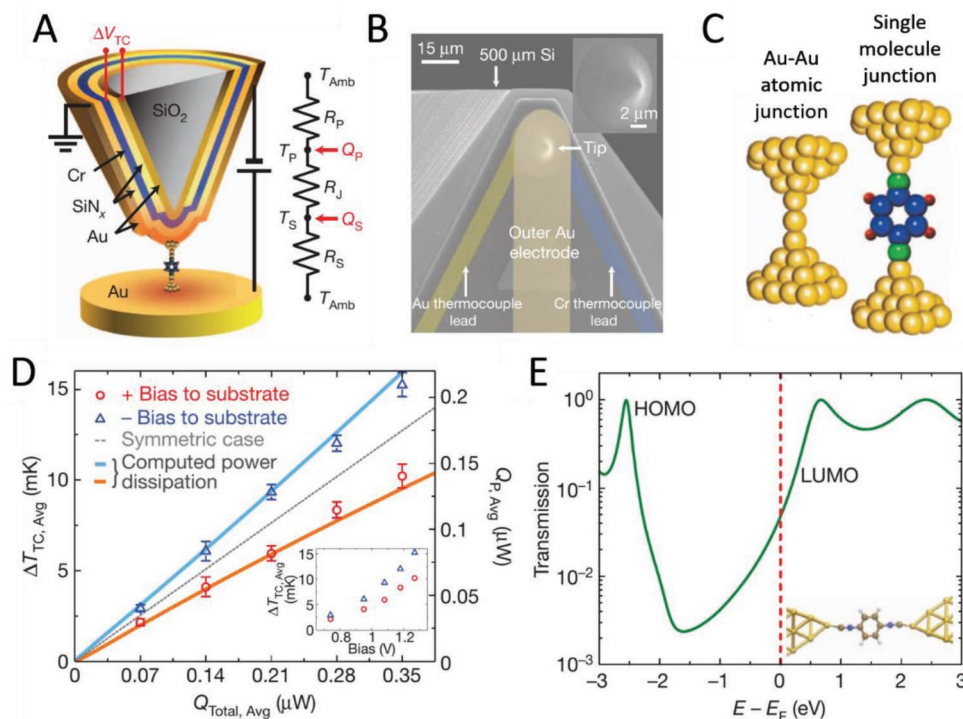 A
ΔV_TC
SiO₂
Cr
SiNₓ
Au
Au
T_Amb
R_P
T_P
Q_P
R_J
T_S
Q_S
R_S
T_Amb
B
15 μm
500 μm Si
2 μm
Tip
Outer Au
electrode
Au thermocouple
lead
Cr thermocouple
lead
C
Au-Au
atomic
junction
Single
molecule
junction
D
+ Bias to substrate
− Bias to substrate
Symmetric case
Computed power
dissipation
ΔT_TC, Avg (mK)
15
10
5
0
0
0.07
0.14
0.21
0.28
0.35
Q_Total, Avg (μW)
0.2
0.15
0.1
0.05
0
Q_P,Avg (μW)
ΔT_TC,Avg
(mK)
15
10
5
0
0.8
1
1.2
Bias (V)
E
HOMO
LUMO
Transmission
10⁰
10⁻¹
10⁻²
10⁻³
−3
−2
−1
0
1
2
3
E − E_F (eV)